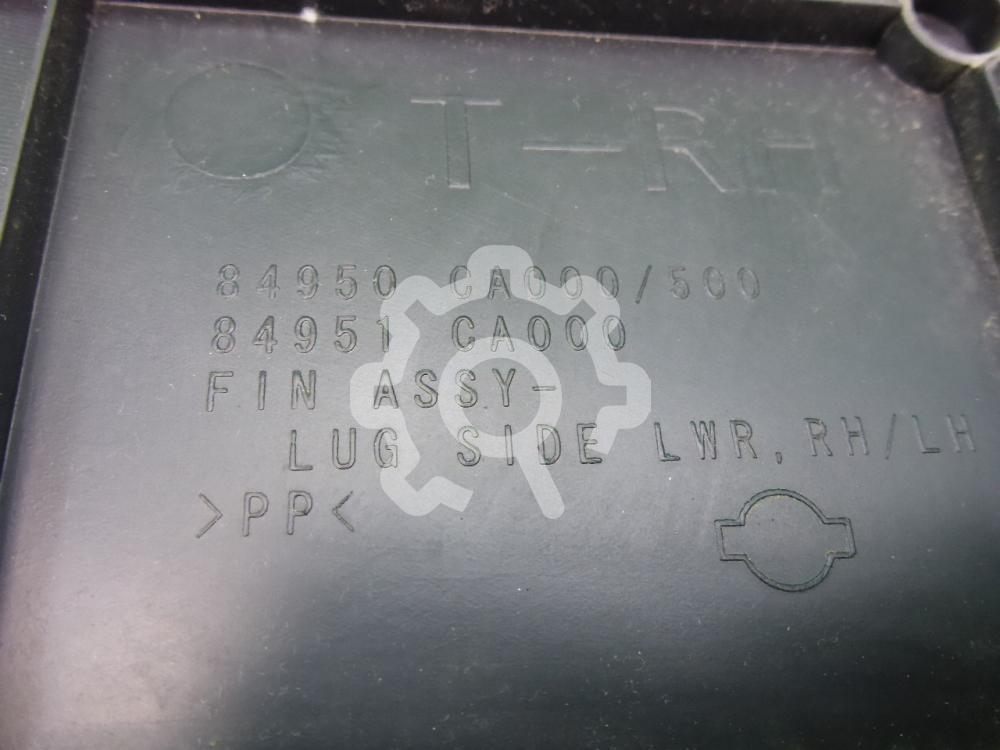 T-RH
84950 CA000/500
84951 CA000
FIN ASSY-
LUG SIDE LWR, RH/LH
>PP<